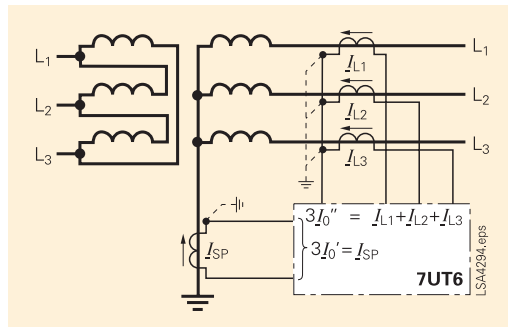 L1
L2
L3
L1
L2
L3
IL1
IL2
IL3
ISP
3I0'' = IL1+IL2+IL3
3I0' = ISP
7UT6
LSA4294.eps